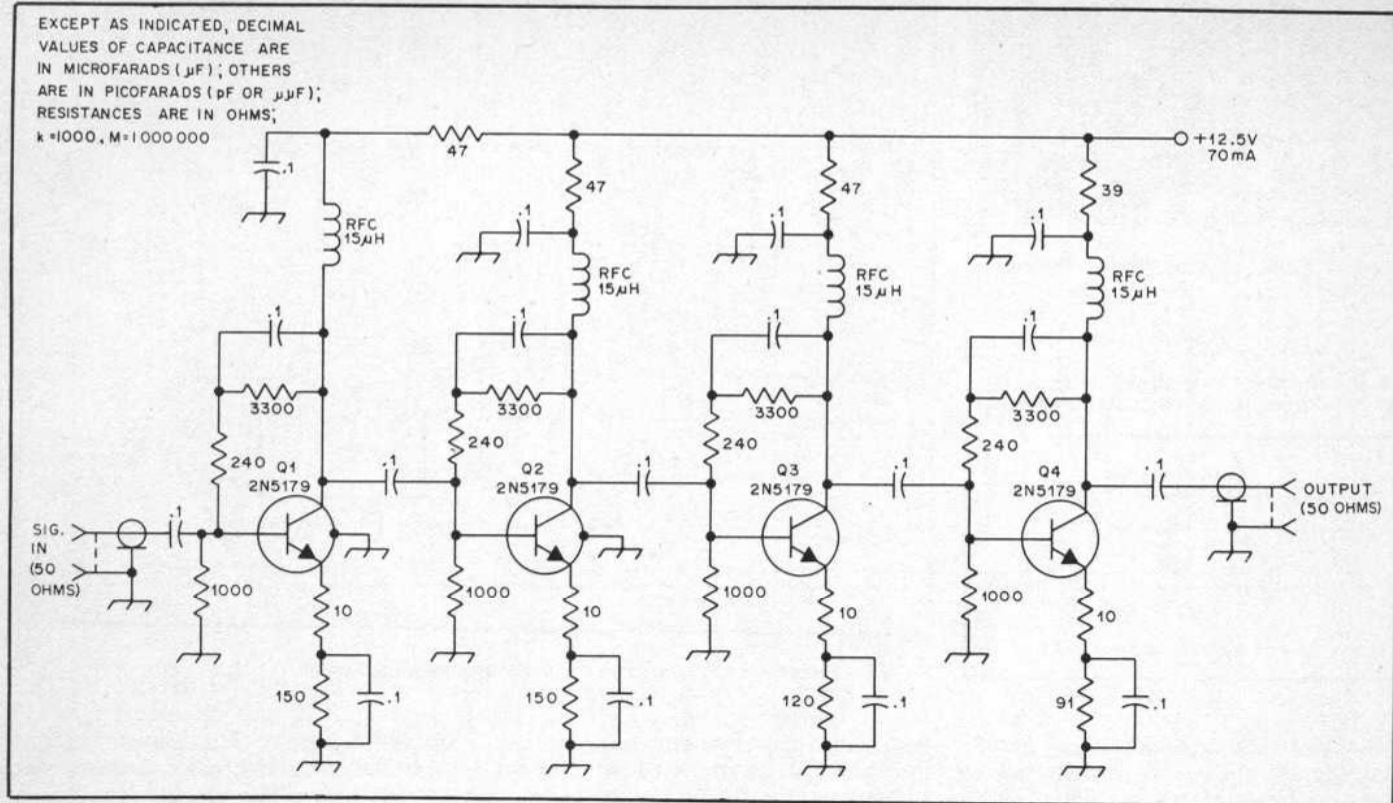 EXCEPT AS INDICATED, DECIMAL
VALUES OF CAPACITANCE ARE
IN MICROFARADS (µF); OTHERS
ARE IN PICOFARADS (pF OR µµF);
RESISTANCES ARE IN OHMS;
k=1000, M=1 000 000
.1
47
+12.5V
70mA
47
47
39
RFC
15µH
.1
.1
.1
RFC
15µH
RFC
15µH
RFC
15µH
.1
.1
.1
.1
3300
3300
3300
3300
240
240
240
240
Q1
2N5179
.1
Q2
2N5179
.1
Q3
2N5179
.1
Q4
2N5179
.1
OUTPUT
(50 OHMS)
SIG.
IN
(50
OHMS)
.1
1000
1000
1000
1000
10
10
10
10
150
.1
150
.1
120
.1
91
.1